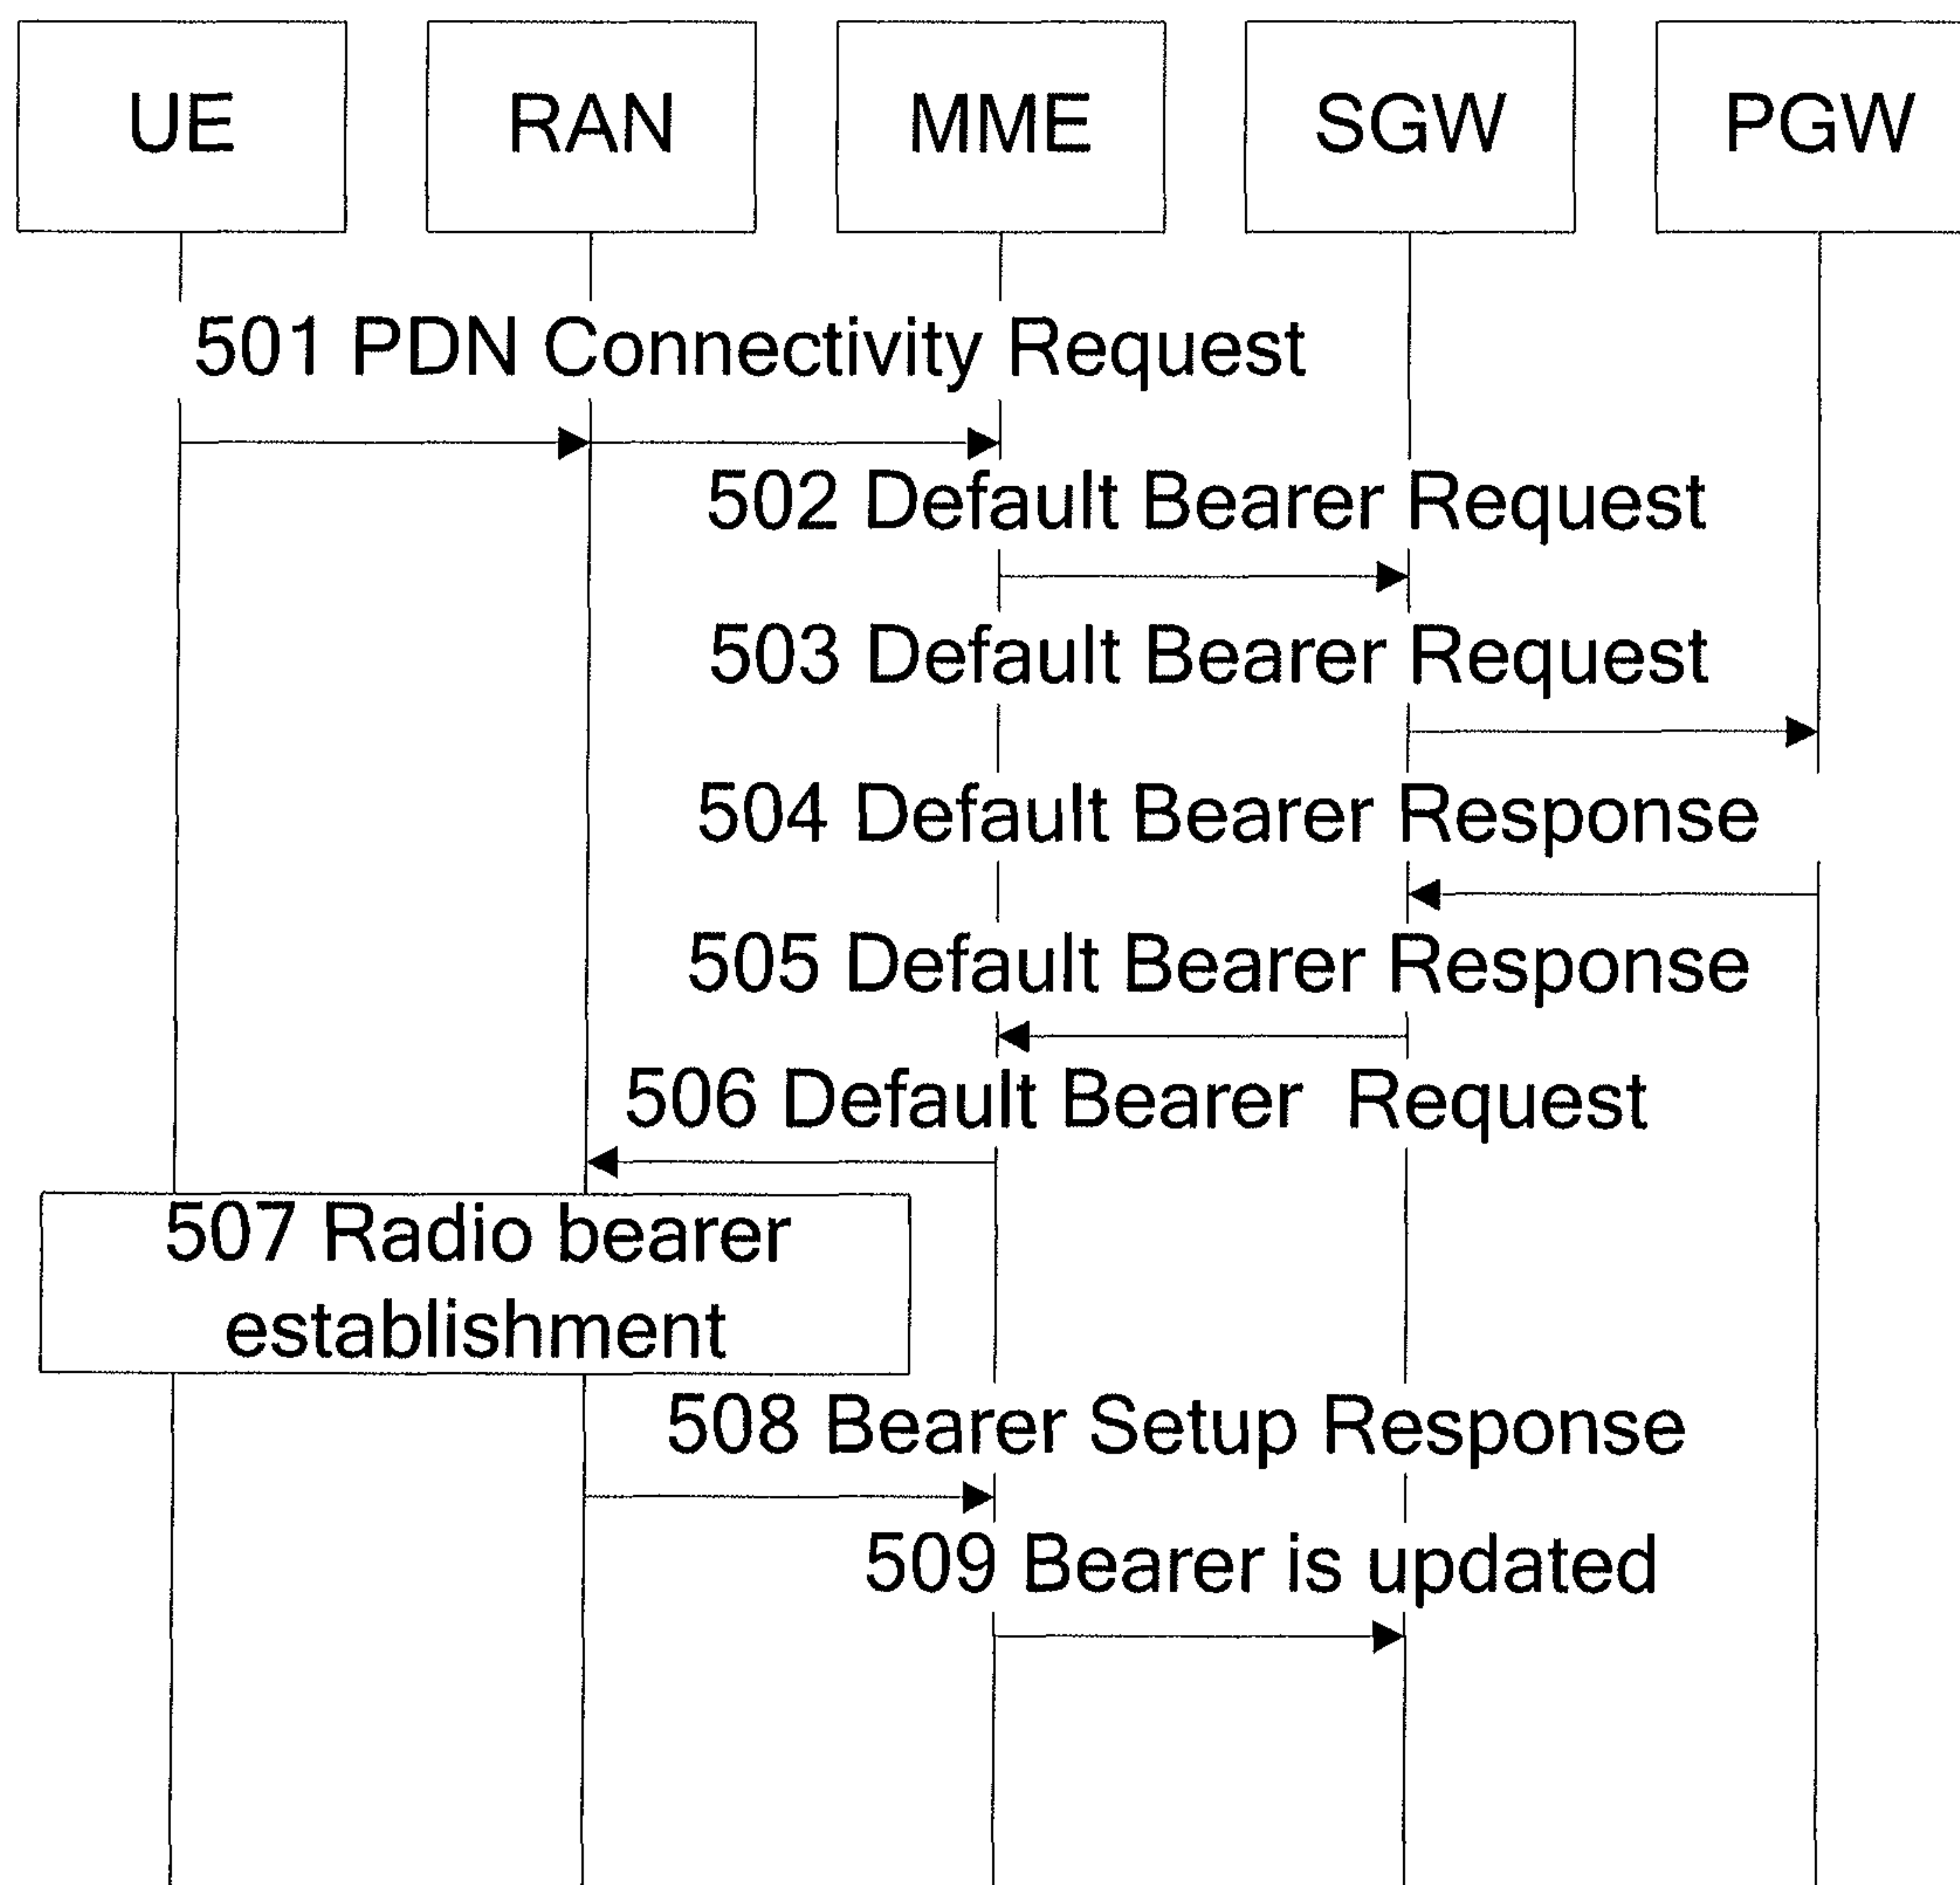 UE RAN MME SGW PGW
501 PDN Connectivity Request
502 Default Bearer Request
503 Default Bearer Request
504 Default Bearer Response
505 Default Bearer Response
506 Default Bearer Request
507 Radio bearer
establishment
508 Bearer Setup Response
509 Bearer is updated